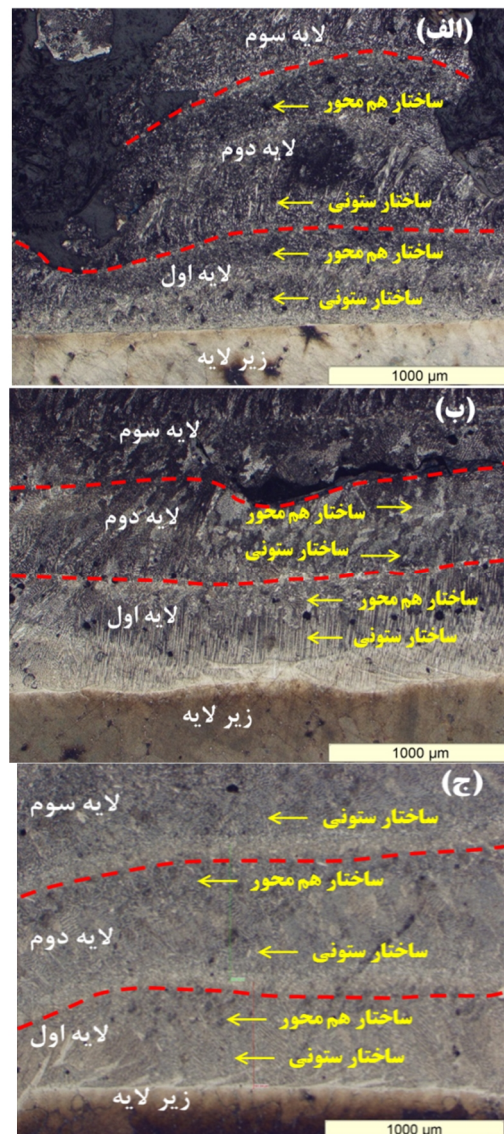 (الف)
لایه سوم
ساختار هم محور
لایه دوم
ساختار ستونی
ساختار هم محور
لایه اول
ساختار ستونی
زیر لایه
1000 µm
(ب)
لایه سوم
ساختار هم محور
لایه دوم
ساختار ستونی
ساختار هم محور
لایه اول
ساختار ستونی
زیر لایه
1000 µm
(ج)
لایه سوم
ساختار ستونی
ساختار هم محور
لایه دوم
ساختار ستونی
ساختار هم محور
لایه اول
ساختار ستونی
زیر لایه
1000 µm